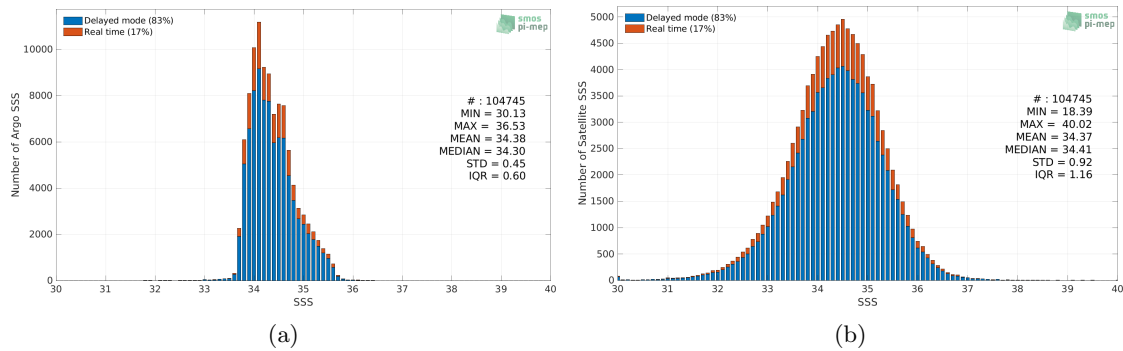 Delayed mode (83%)
Real time (17%)
smos
pi-mep
Number of Argo SSS
10000
8000
6000
4000
2000
0
# : 104745
MIN = 30.13
MAX = 36.53
MEAN = 34.38
MEDIAN = 34.30
STD = 0.45
IQR = 0.60
30 31 32 33 34 35 36 37 38 39 40
SSS
(a)
Delayed mode (83%)
Real time (17%)
smos
pi-mep
Number of Satellite SSS
5000
4500
4000
3500
3000
2500
2000
1500
1000
500
0
# : 104745
MIN = 18.39
MAX = 40.02
MEAN = 34.37
MEDIAN = 34.41
STD = 0.92
IQR = 1.16
30 31 32 33 34 35 36 37 38 39 40
SSS
(b)